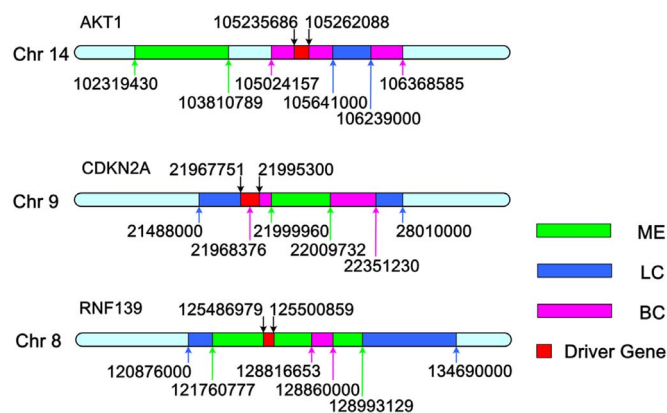 AKT1
105235686 105262088
Chr 14
102319430 105024157 106368585
103810789 105641000
106239000
CDKN2A
21967751 21995300
Chr 9
21488000 21999960 28010000
21968376 22009732
22351230
ME
LC
BC
Driver Gene
RNF139
125486979 125500859
Chr 8
120876000 128816653 134690000
121760777 128860000
128993129